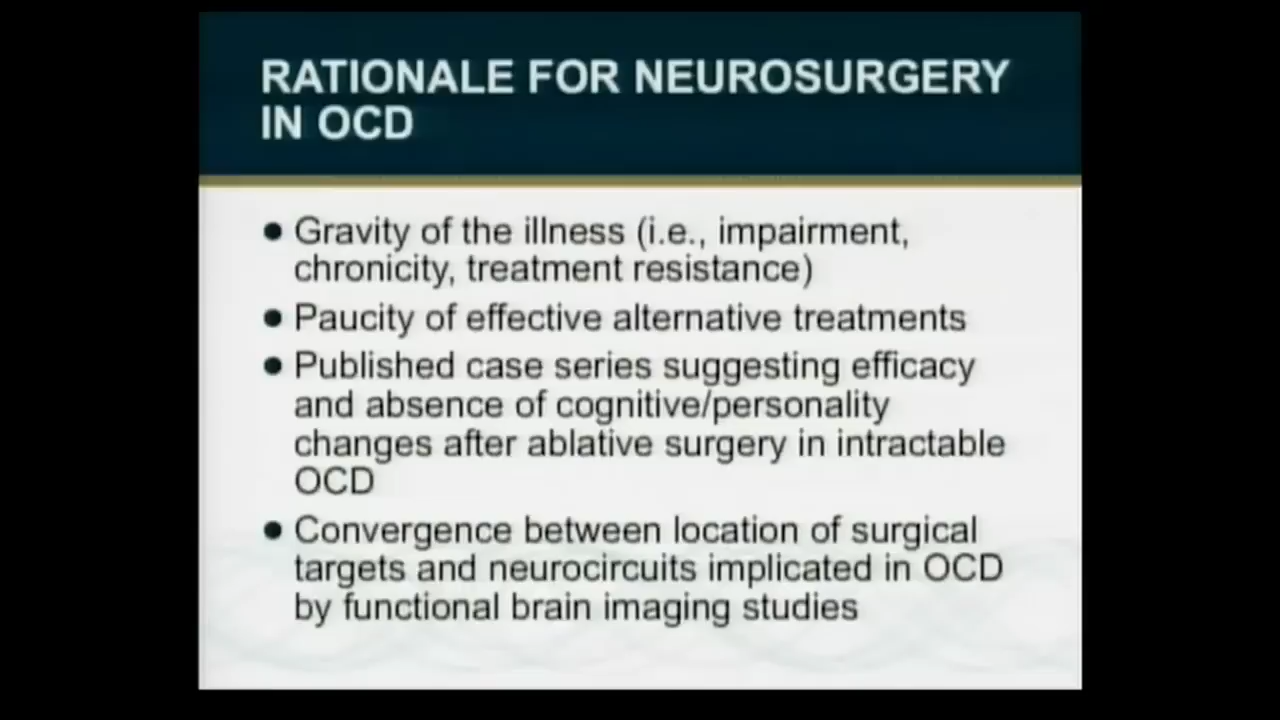 RATIONALE FOR NEUROSURGERY
IN OCD
● Gravity of the illness (i.e., impairment,
chronicity, treatment resistance)
● Paucity of effective alternative treatments
● Published case series suggesting efficacy
and absence of cognitive/personality
changes after ablative surgery in intractable
OCD
● Convergence between location of surgical
targets and neurocircuits implicated in OCD
by functional brain imaging studies